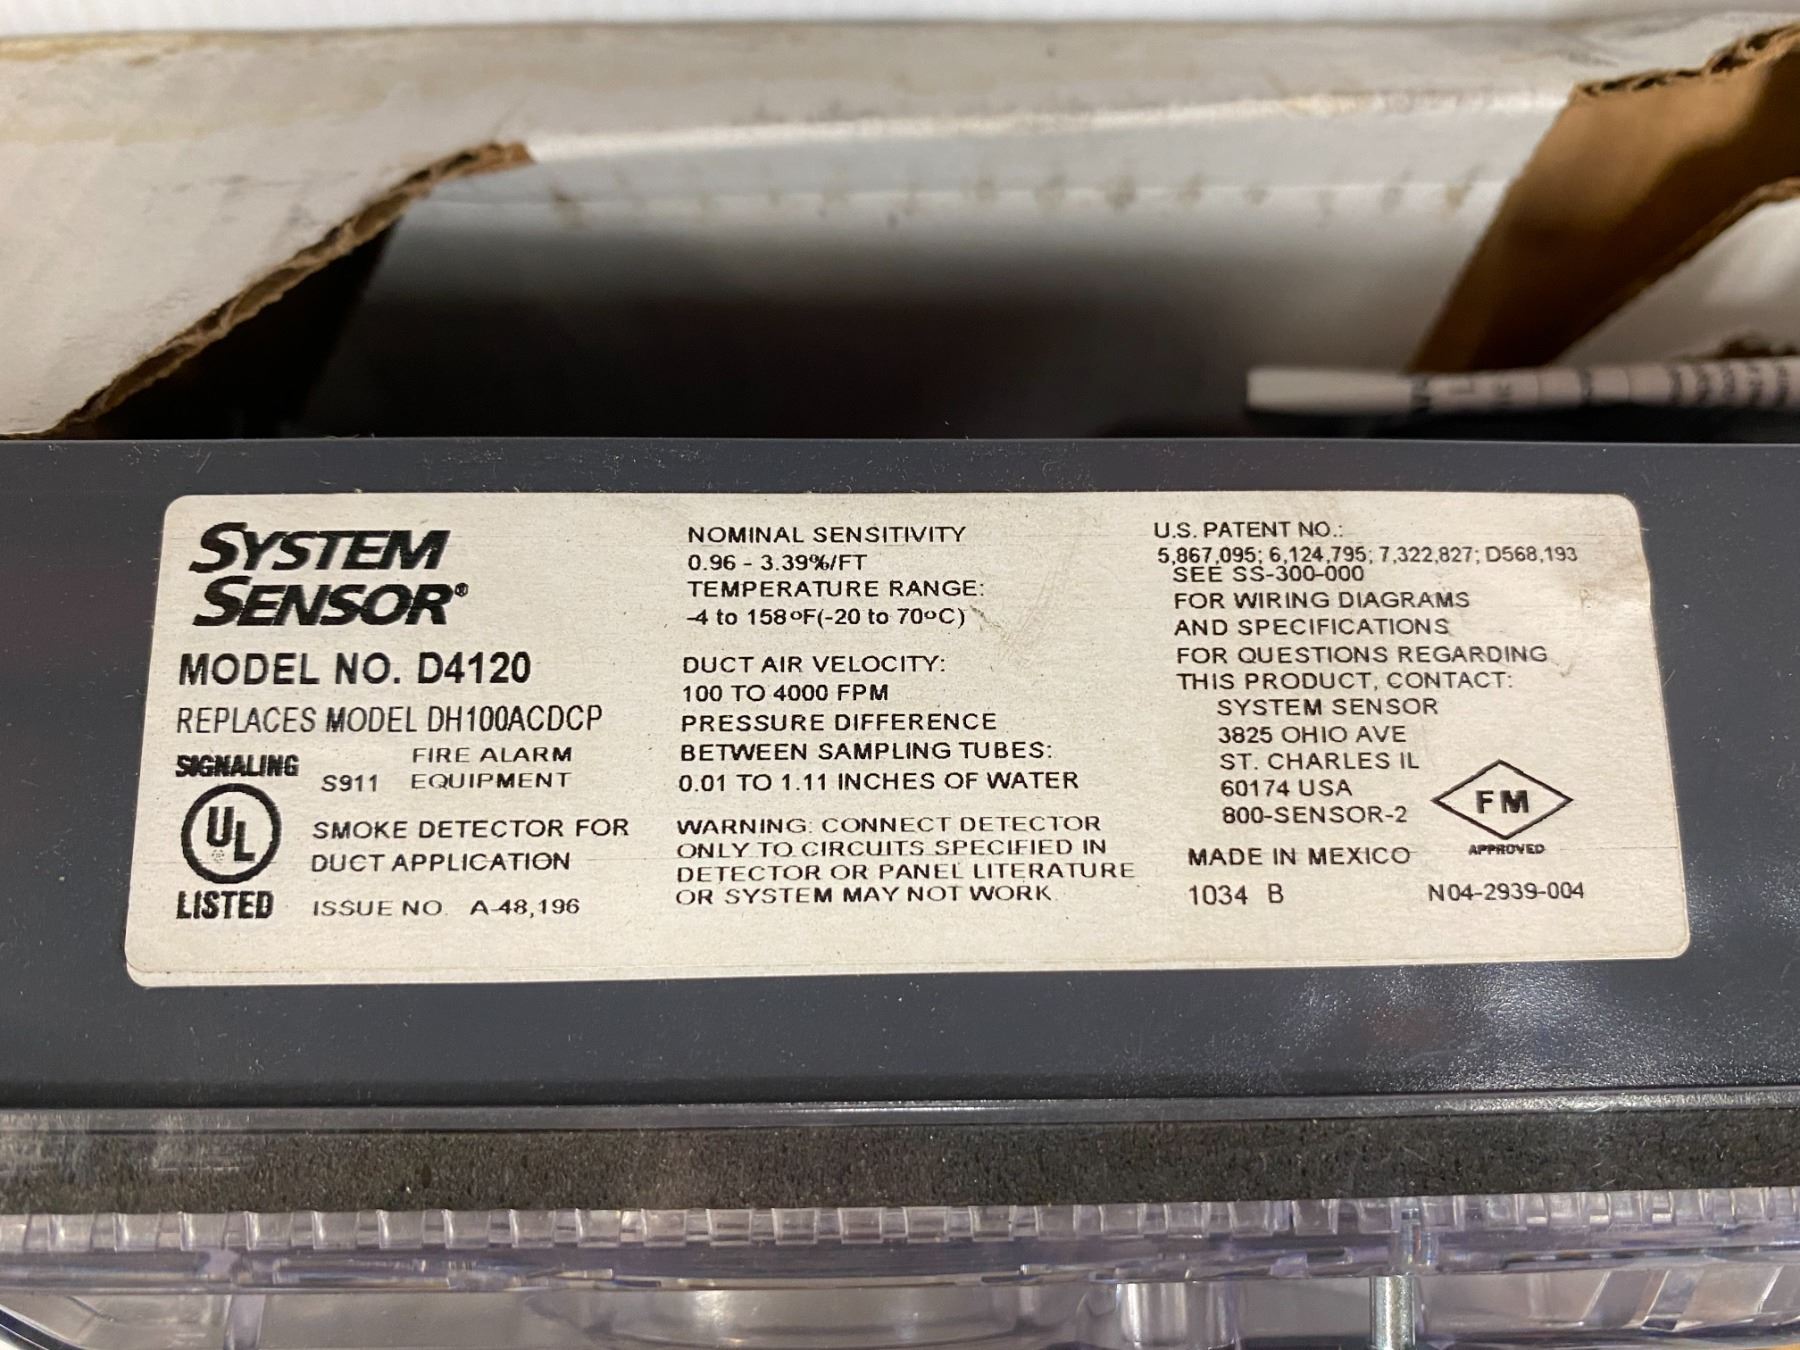 SYSTEM
SENSOR®
MODEL NO. D4120
REPLACES MODEL DH100ACDCP
SIGNALING
UL
LISTED
S911
FIRE ALARM
EQUIPMENT
SMOKE DETECTOR FOR
DUCT APPLICATION
ISSUE NO. A-48,196
NOMINAL SENSITIVITY
0.96 - 3.39%/FT
TEMPERATURE RANGE:
-4 to 158ºF(-20 to 70ºC)
DUCT AIR VELOCITY:
100 TO 4000 FPM
PRESSURE DIFFERENCE
BETWEEN SAMPLING TUBES:
0.01 TO 1.11 INCHES OF WATER
WARNING: CONNECT DETECTOR
ONLY TO CIRCUITS SPECIFIED IN
DETECTOR OR PANEL LITERATURE
OR SYSTEM MAY NOT WORK.
U.S. PATENT NO.:
5,867,095; 6,124,795; 7,322,827; D568,193
SEE SS-300-000
FOR WIRING DIAGRAMS
AND SPECIFICATIONS
FOR QUESTIONS REGARDING
THIS PRODUCT, CONTACT:
SYSTEM SENSOR
3825 OHIO AVE
ST. CHARLES IL
60174 USA
800-SENSOR-2
FM
APPROVED
MADE IN MEXICO
1034 B
N04-2939-004